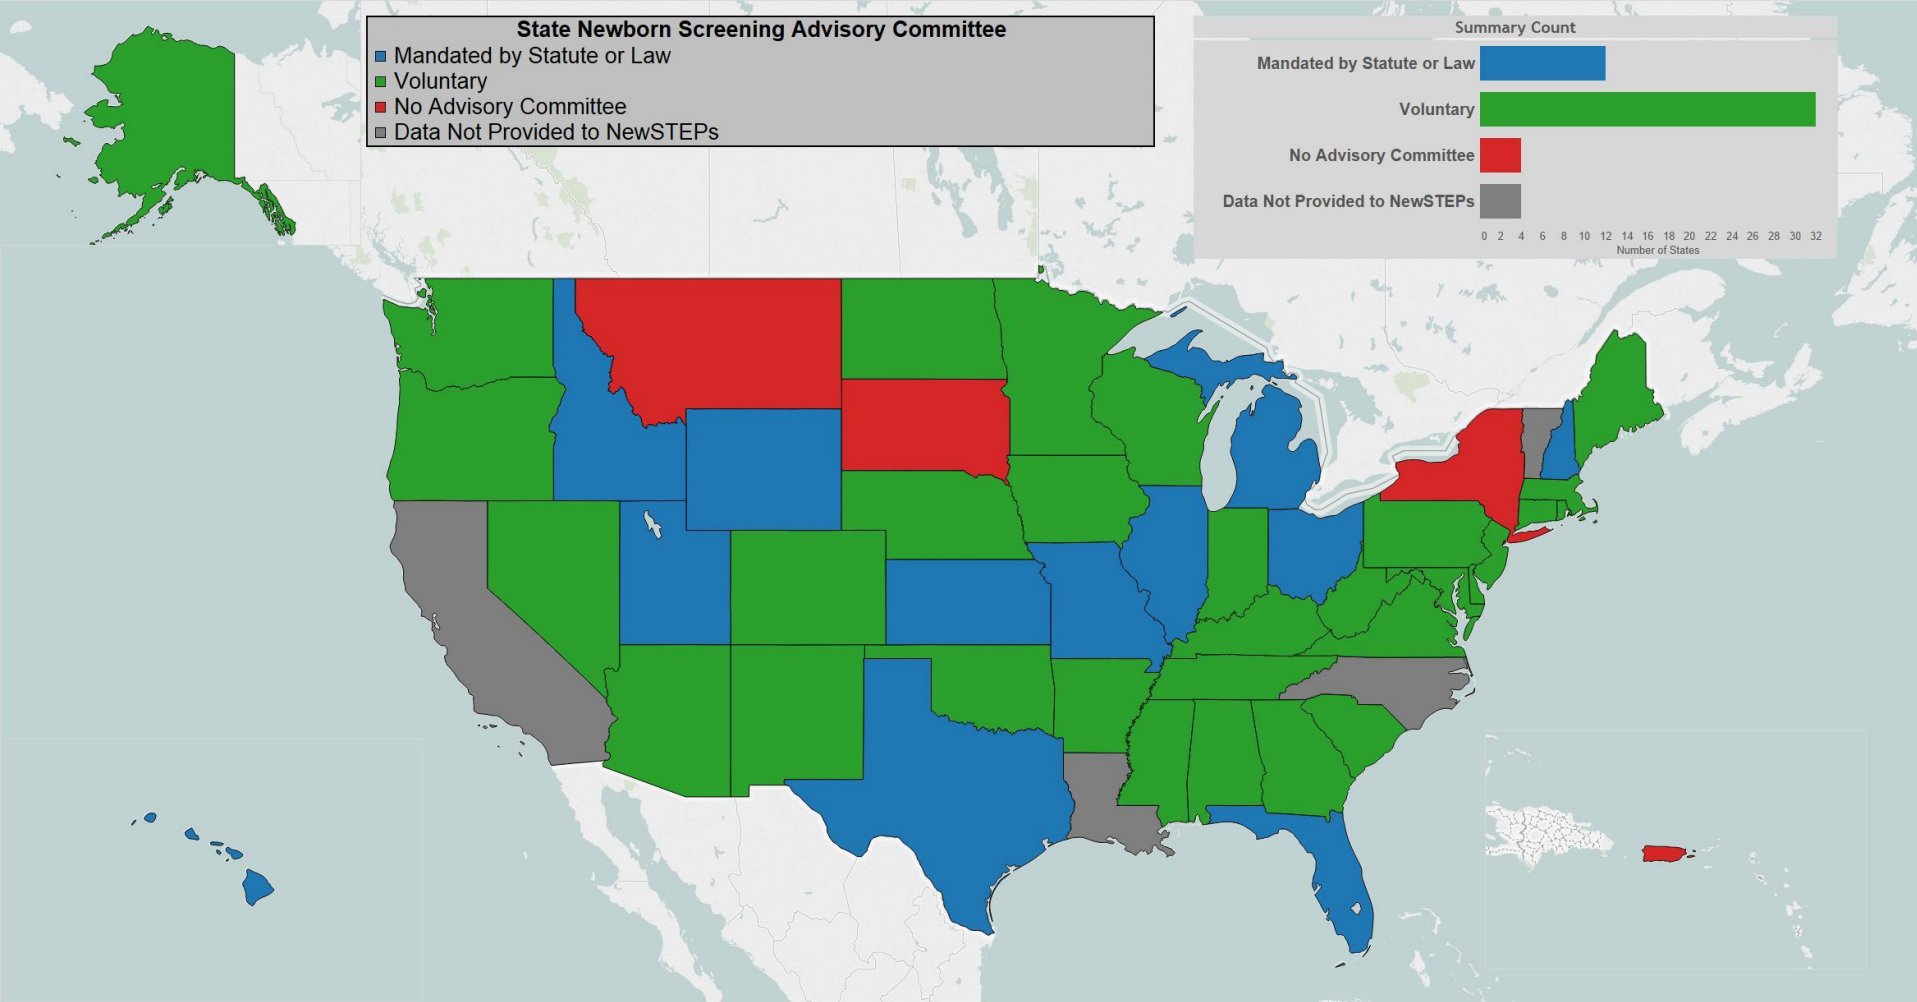 State Newborn Screening Advisory Committee
Mandated by Statute or Law
Voluntary
No Advisory Committee
Data Not Provided to NewSTEPs
Summary Count
Mandated by Statute or Law
Voluntary
No Advisory Committee
Data Not Provided to NewSTEPs
0 2 4 6 8 10 12 14 16 18 20 22 24 26 28 30 32
Number of States